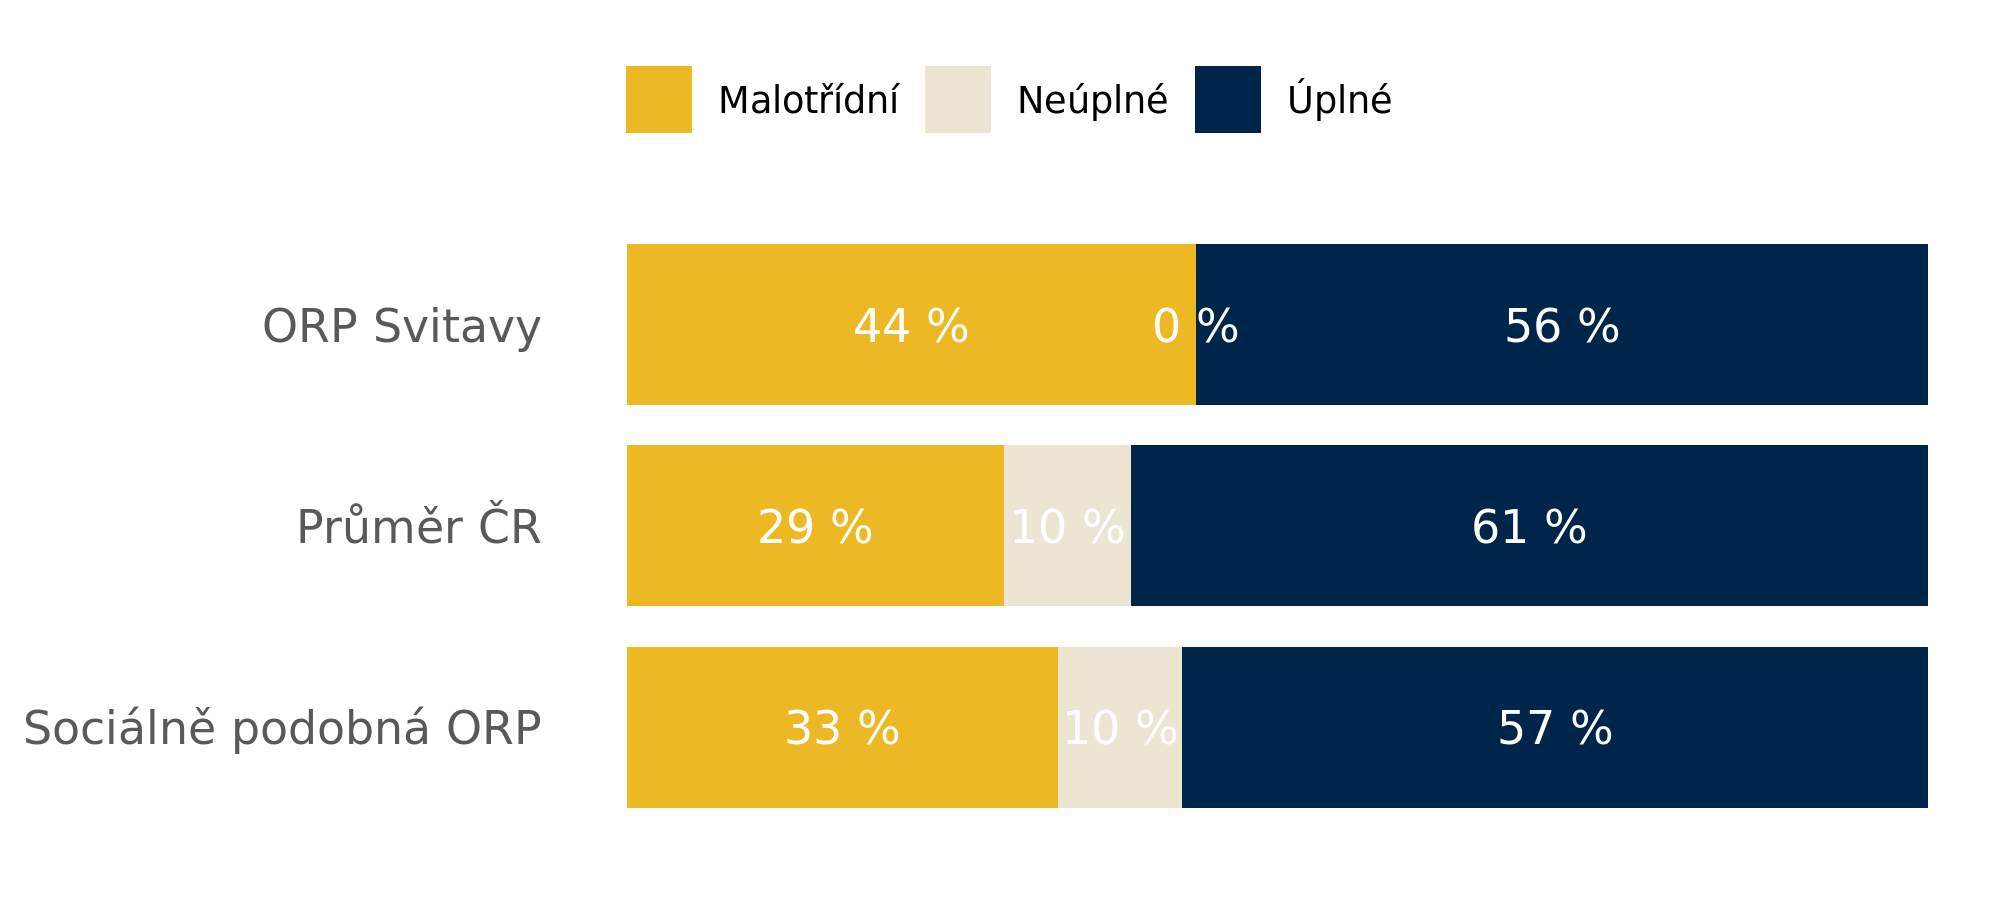 Malotřídní Neúplné Úplné
ORP Svitavy 44 % 0 % 56 %
Průměr ČR 29 % 10 % 61 %
Sociálně podobná ORP 33 % 10 % 57 %